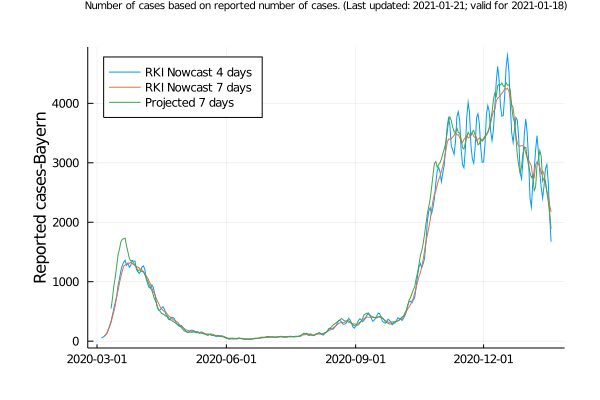 Number of cases based on reported number of cases. (Last updated: 2021-01-21; valid for 2021-01-18)
RKI Nowcast 4 days
RKI Nowcast 7 days
Projected 7 days
Reported cases-Bayern
4000
3000
2000
1000
0
2020-03-01 2020-06-01 2020-09-01 2020-12-01